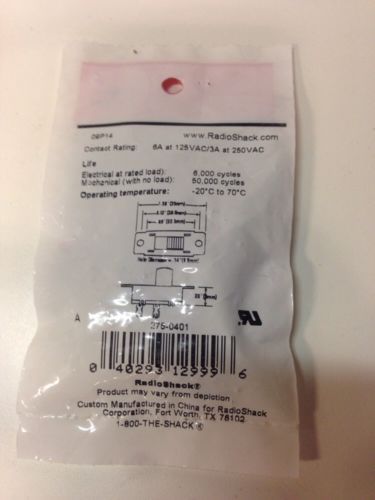 06P14 www.RadioShack.com
Contact Rating: 6A at 125VAC/3A at 250VAC
Life
Electrical at rated load): 6,000 cycles
Mechanical (with no load): 50,000 cycles
Operating temperature: -20°C to 70°C
A
275-0401
0 40293 12999 6
RadioShack®
Product may vary from depiction
Custom Manufactured in China for RadioShack
Corporation, Fort Worth, TX 76102
1-800-THE-SHACK ®